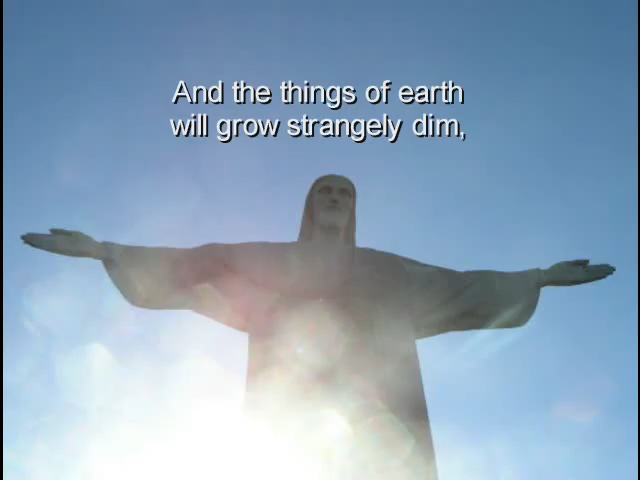 And the things of earth
will grow strangely dim,